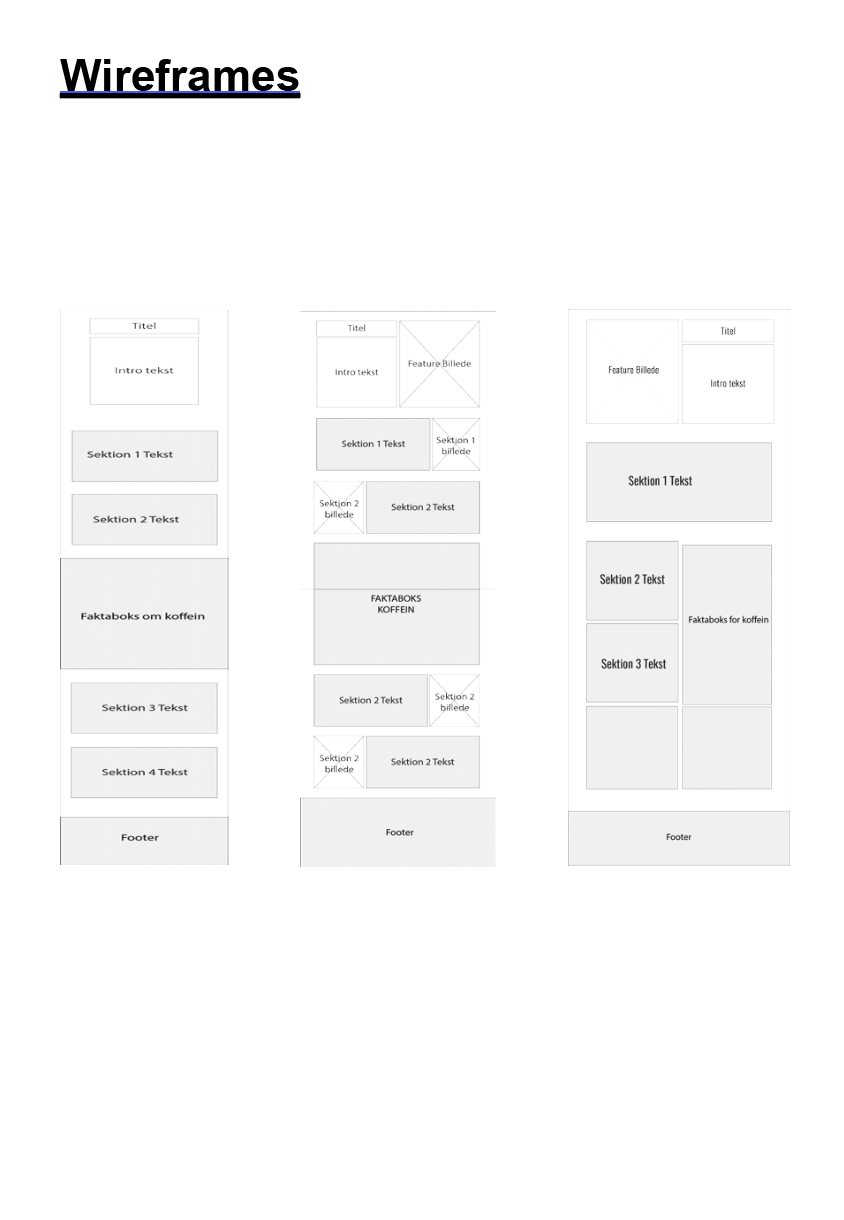 Wireframes
Titel
Intro tekst
Sektion 1 Tekst
Sektion 2 Tekst
Faktaboks om koffein
Sektion 3 Tekst
Sektion 4 Tekst
Footer
Titel
Intro tekst
Feature Billede
Sektion 1 Tekst
Sektion 1
billede
Sektion 2
billede
Sektion 2 Tekst
FAKTABOKS
KOFFEIN
Sektion 2 Tekst
Sektion 2
billede
Sektion 2
billede
Sektion 2 Tekst
Footer
Feature Billede
Titel
Intro tekst
Sektion 1 Tekst
Sektion 2 Tekst
Faktaboks for koffein
Sektion 3 Tekst
Footer